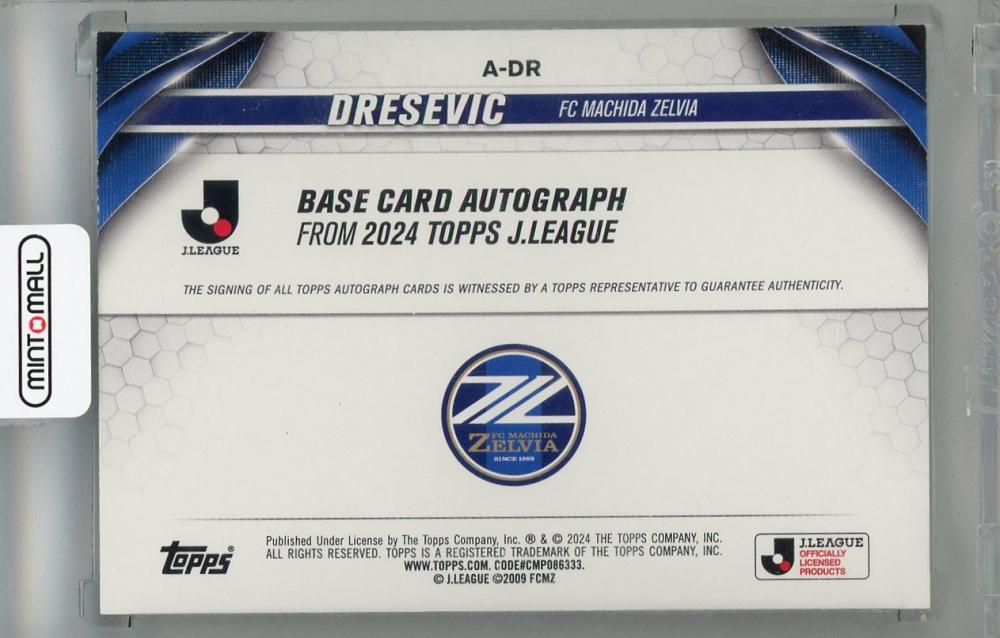 A-DR
DRESEVIC FC MACHIDA ZELVIA
J.LEAGUE
BASE CARD AUTOGRAPH
FROM 2024 TOPPS J.LEAGUE
THE SIGNING OF ALL TOPPS AUTOGRAPH CARDS IS WITNESSED BY A TOPPS REPRESENTATIVE TO GUARANTEE AUTHENTICITY.
MINTOMALL
FC MACHIDA
ZELVIA
SINCE 1989
Topps®
Published Under License by The Topps Company, Inc. ® & © 2024 THE TOPPS COMPANY, INC.
ALL RIGHTS RESERVED. TOPPS IS A REGISTERED TRADEMARK OF THE TOPPS COMPANY, INC.
WWW.TOPPS.COM. CODE#CMP086333.
© J.LEAGUE ©2009 FCMZ
J.LEAGUE
OFFICIALLY
LICENSED
PRODUCTS